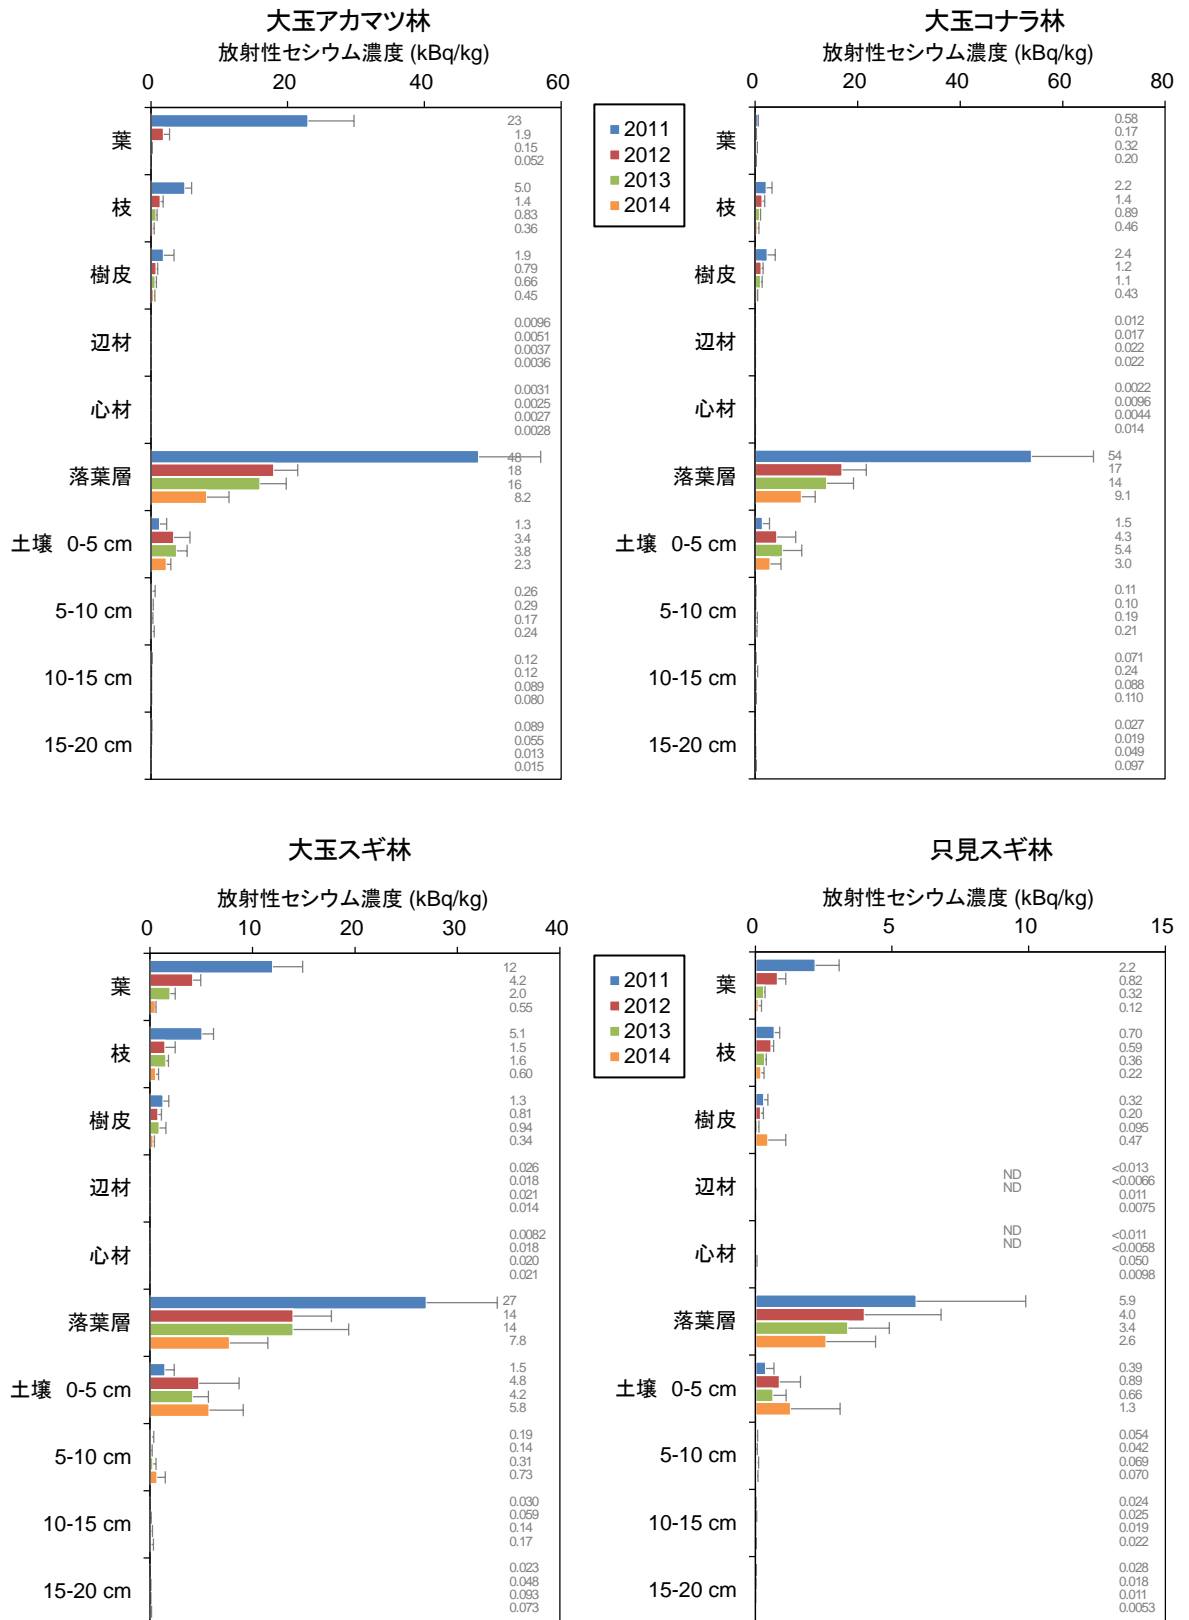 大玉アカマツ林
放射性セシウム濃度 (kBq/kg)
0 20 40 60
葉
23
1.9
0.15
0.052
枝
5.0
1.4
0.83
0.36
樹皮
1.9
0.79
0.66
0.45
辺材
0.0096
0.0051
0.0037
0.0036
心材
0.0031
0.0025
0.0027
0.0028
落葉層
48
18
16
8.2
土壌 0-5 cm
1.3
3.4
3.8
2.3
5-10 cm
0.26
0.29
0.17
0.24
10-15 cm
0.12
0.12
0.089
0.080
15-20 cm
0.089
0.055
0.013
0.015
2011
2012
2013
2014
大玉コナラ林
放射性セシウム濃度 (kBq/kg)
0 20 40 60 80
葉
0.58
0.17
0.32
0.20
枝
2.2
1.4
0.89
0.46
樹皮
2.4
1.2
1.1
0.43
辺材
0.012
0.017
0.022
0.022
心材
0.0022
0.0096
0.0044
0.014
落葉層
54
17
14
9.1
土壌 0-5 cm
1.5
4.3
5.4
3.0
5-10 cm
0.11
0.10
0.19
0.21
10-15 cm
0.071
0.24
0.088
0.110
15-20 cm
0.027
0.019
0.049
0.097
大玉スギ林
放射性セシウム濃度 (kBq/kg)
0 10 20 30 40
葉
12
4.2
2.0
0.55
枝
5.1
1.5
1.6
0.60
樹皮
1.3
0.81
0.94
0.34
辺材
0.026
0.018
0.021
0.014
心材
0.0082
0.018
0.020
0.021
落葉層
27
14
14
7.8
土壌 0-5 cm
1.5
4.8
4.2
5.8
5-10 cm
0.19
0.14
0.31
0.73
10-15 cm
0.030
0.059
0.14
0.17
15-20 cm
0.023
0.048
0.093
0.073
2011
2012
2013
2014
只見スギ林
放射性セシウム濃度 (kBq/kg)
0 5 10 15
葉
2.2
0.82
0.32
0.12
枝
0.70
0.59
0.36
0.22
樹皮
0.32
0.20
0.095
0.47
辺材
ND <0.013
ND <0.0066
0.011
0.0075
心材
ND <0.011
ND <0.0058
0.050
0.0098
落葉層
5.9
4.0
3.4
2.6
土壌 0-5 cm
0.39
0.89
0.66
1.3
5-10 cm
0.054
0.042
0.069
0.070
10-15 cm
0.024
0.025
0.019
0.022
15-20 cm
0.028
0.018
0.011
0.0053